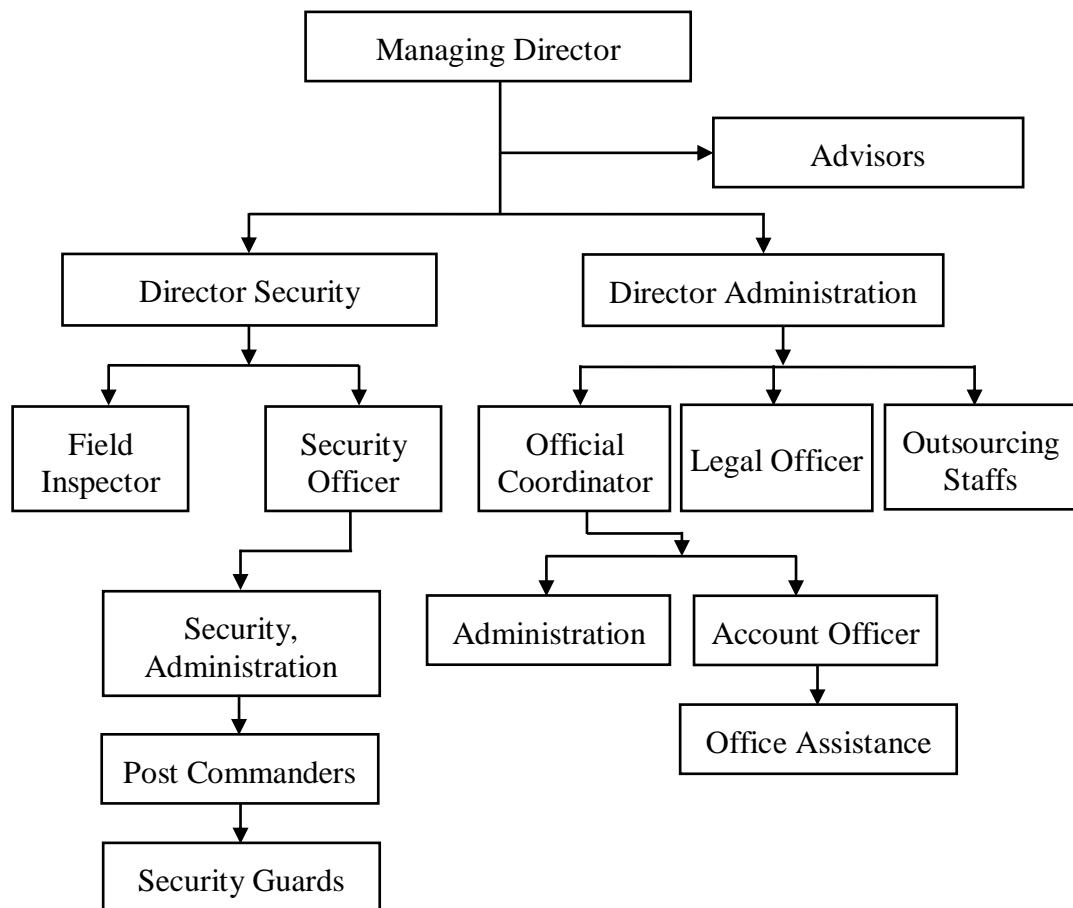 Managing Director
Advisors
Director Security
Director Administration
Field
Inspector
Security
Officer
Official
Coordinator
Legal Officer
Outsourcing
Staffs
Security,
Administration
Administration
Account Officer
Post Commanders
Office Assistance
Security Guards